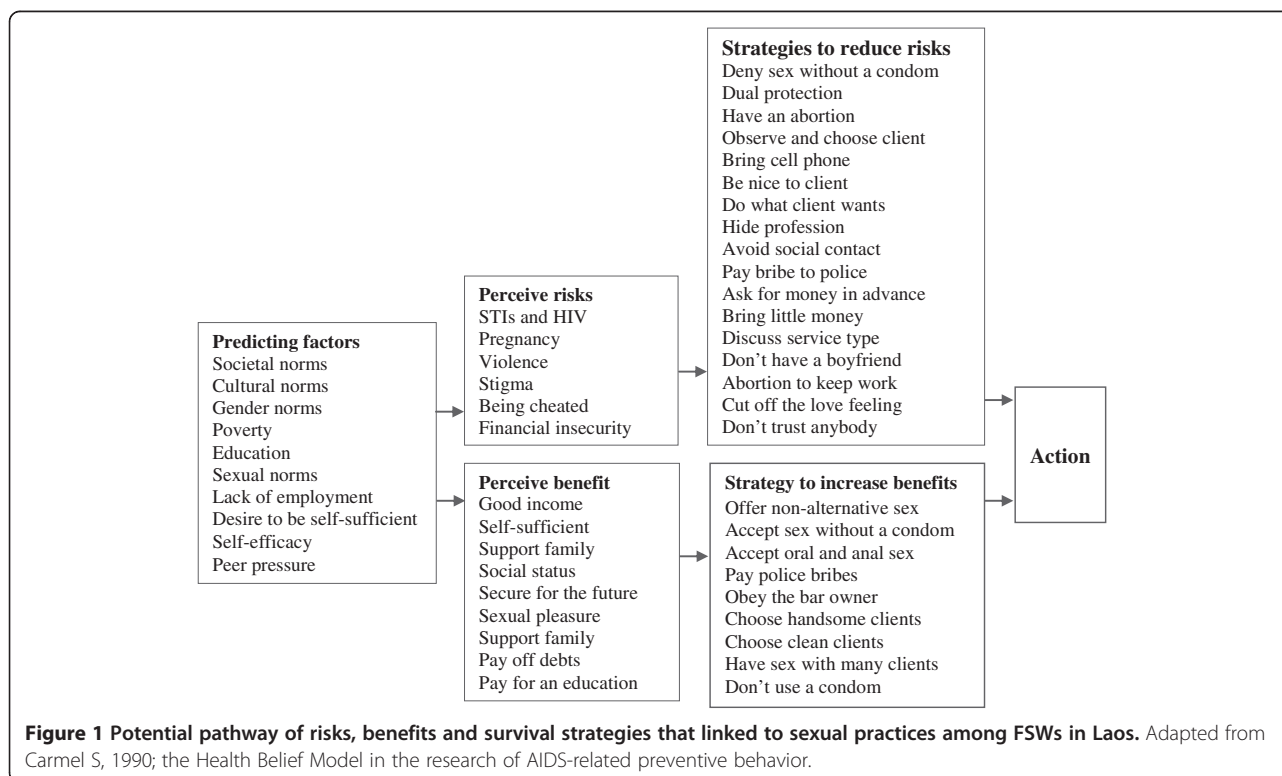 Predicting factors
Societal norms
Cultural norms
Gender norms
Poverty
Education
Sexual norms
Lack of employment
Desire to be self-sufficient
Self-efficacy
Peer pressure
Perceive risks
STIs and HIV
Pregnancy
Violence
Stigma
Being cheated
Financial insecurity
Perceive benefit
Good income
Self-sufficient
Support family
Social status
Secure for the future
Sexual pleasure
Support family
Pay off debts
Pay for an education
Strategies to reduce risks
Deny sex without a condom
Dual protection
Have an abortion
Observe and choose client
Bring cell phone
Be nice to client
Do what client wants
Hide profession
Avoid social contact
Pay bribe to police
Ask for money in advance
Bring little money
Discuss service type
Don't have a boyfriend
Abortion to keep work
Cut off the love feeling
Don't trust anybody
Strategy to increase benefits
Offer non-alternative sex
Accept sex without a condom
Accept oral and anal sex
Pay police bribes
Obey the bar owner
Choose handsome clients
Choose clean clients
Have sex with many clients
Don't use a condom
Action
Figure 1 Potential pathway of risks, benefits and survival strategies that linked to sexual practices among FSWs in Laos. Adapted from
Carmel S, 1990; the Health Belief Model in the research of AIDS-related preventive behavior.